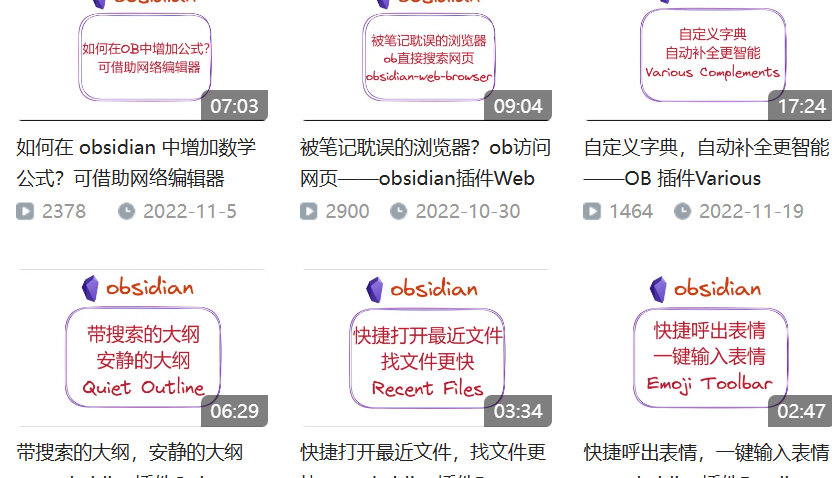 obsidian
obsidian
obsidian
如何在OB中增加公式?
可借助网络编辑器
07:03
被笔记耽误的浏览器
ob直接搜索网页
obsidian-web-browser
09:04
自定义字典
自动补全更智能
Various Complements
17:24
如何在 obsidian 中增加数学
公式？可借助网络编辑器
2378 2022-11-5
被笔记耽误的浏览器？ob访问
网页——obsidian插件Web
2900 2022-10-30
自定义字典，自动补全更智能
——OB 插件Various
1464 2022-11-19
obsidian
带搜索的大纲
安静的大纲
Quiet Outline
06:29
obsidian
快捷打开最近文件
找文件更快
Recent Files
03:34
obsidian
快捷呼出表情
一键输入表情
Emoji Toolbar
02:47
带搜索的大纲，安静的大纲
快捷打开最近文件，找文件更
快捷呼出表情，一键输入表情